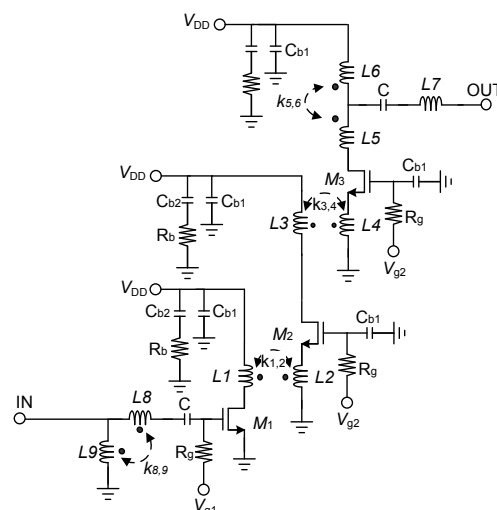 VDD
Cb1
L6
L7
OUT
C
k5,6
L5
Cb1
M3
VDD
Cb2
Cb1
L3
k3,4
L4
Rg
Rb
Vg2
VDD
Cb2
Cb1
M2
Cb1
Rb
k1,2
L1
L2
Rg
IN
L8
C
Vg2
M1
L9
k8,9
Rg
Vg1